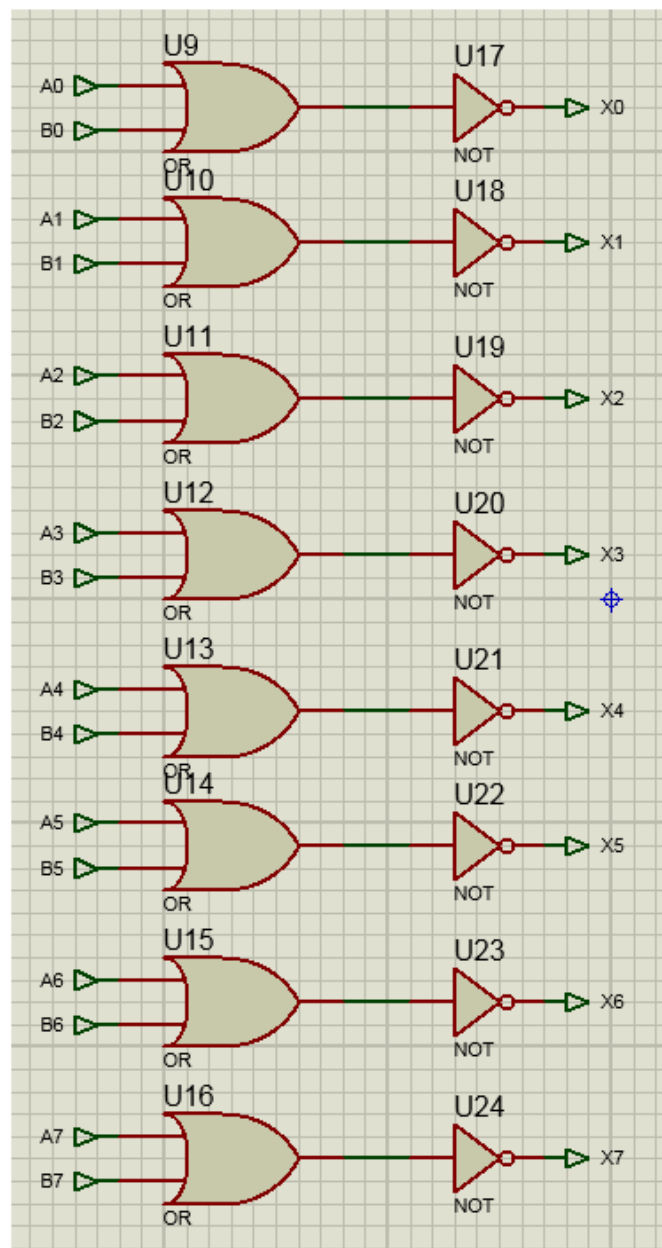 U9
U17
A0
X0
B0
NOT
OR
U10
U18
A1
X1
B1
NOT
OR
U11
U19
A2
X2
B2
NOT
OR
U12
U20
A3
X3
B3
NOT
OR
U13
U21
A4
X4
B4
NOT
OR
U14
U22
A5
X5
B5
NOT
OR
U15
U23
A6
X6
B6
NOT
OR
U16
U24
A7
X7
B7
NOT
OR